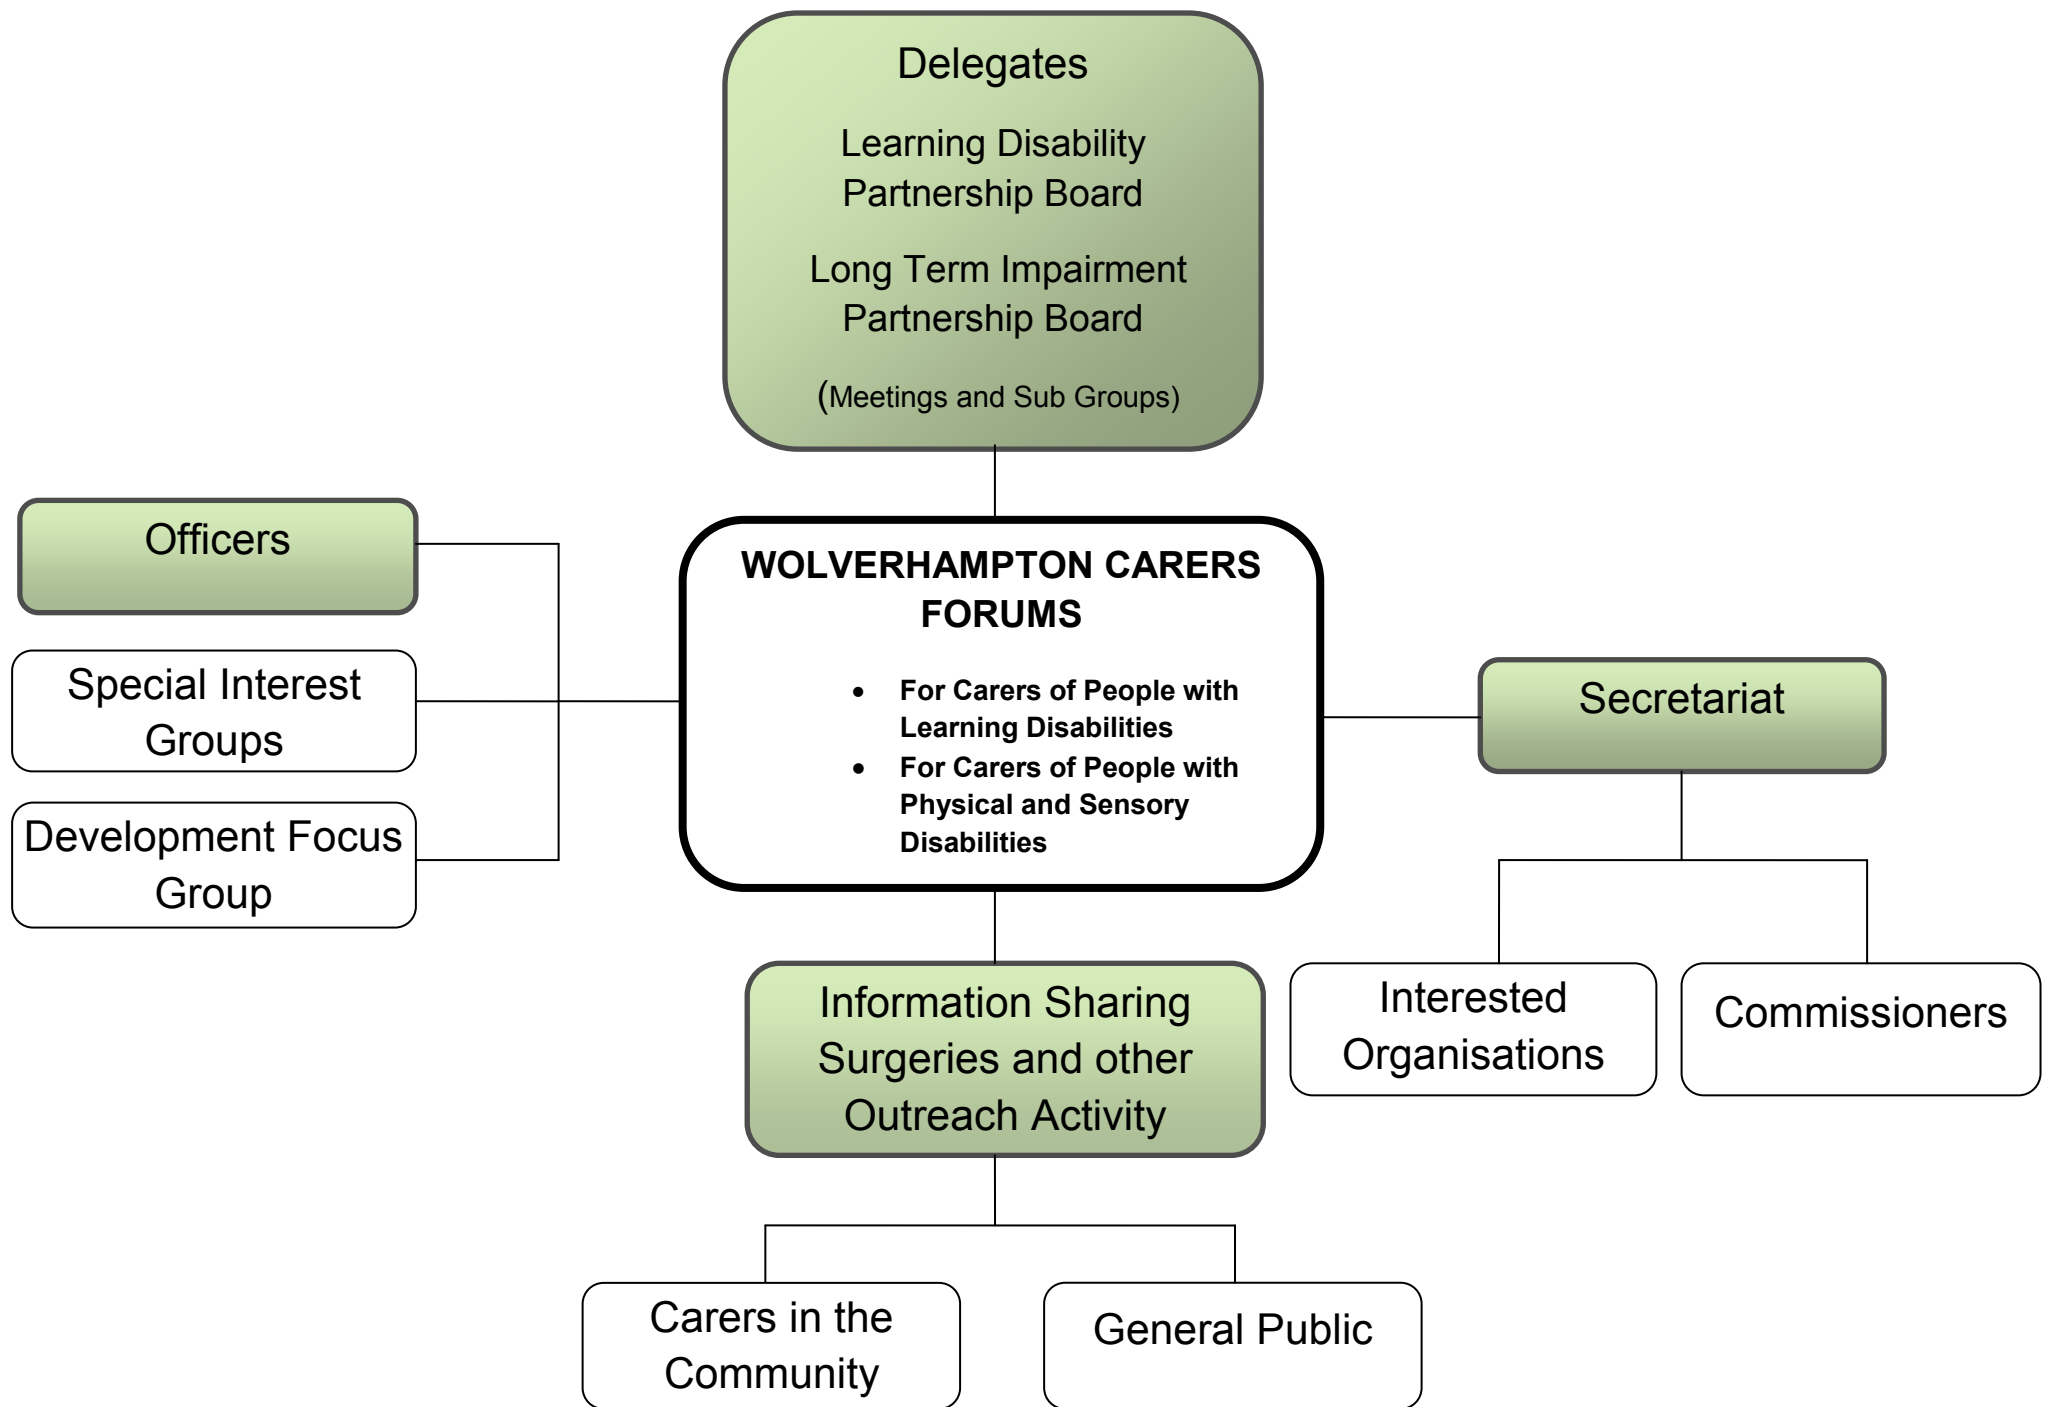 Delegates
Learning Disability
Partnership Board
Long Term Impairment
Partnership Board
(Meetings and Sub Groups)
Officers
Special Interest
Groups
Development Focus
Group
WOLVERHAMPTON CARERS
FORUMS
• For Carers of People with
Learning Disabilities
• For Carers of People with
Physical and Sensory
Disabilities
Secretariat
Interested
Organisations
Commissioners
Information Sharing
Surgeries and other
Outreach Activity
Carers in the
Community
General Public